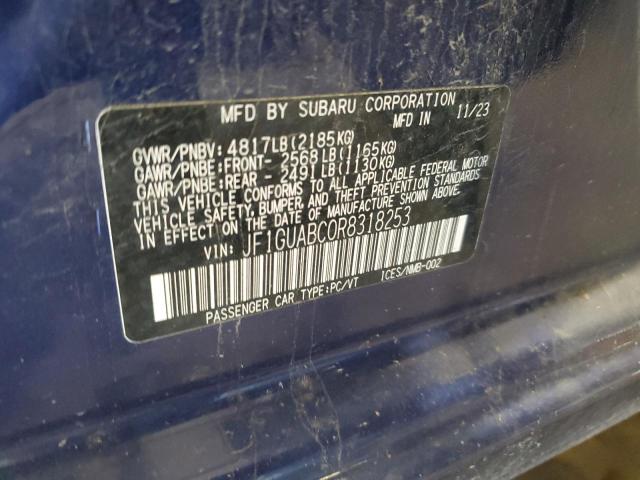 MFD BY SUBARU CORPORATION
MFD IN 11/23
GVWR/PNBV: 4817LB(2185KG)
GAWR/PNBE:FRONT- 2568LB(1165KG)
GAWR/PNBE:REAR - 2491LB(1130KG)
THIS VEHICLE CONFORMS TO ALL APPLICABLE FEDERAL MOTOR
VEHICLE SAFETY, BUMPER, AND THEFT PREVENTION STANDARDS
IN EFFECT ON THE DATE OF MANUFACTURE SHOWN ABOVE.
VIN: JF1GUABC0R8318253
PASSENGER CAR TYPE:PC/VT ICES/NMB-002